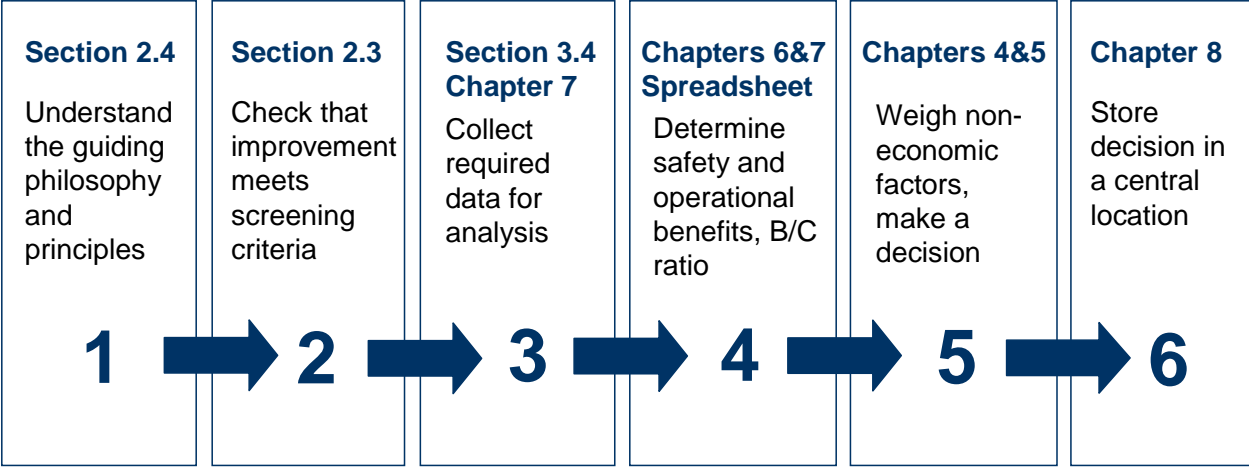 Section 2.4
Understand
the guiding
philosophy
and
principles
1
Section 2.3
Check that
improvement
meets
screening
criteria
2
Section 3.4
Chapter 7
Collect
required
data for
analysis
3
Chapters 6&7
Spreadsheet
Determine
safety and
operational
benefits, B/C
ratio
4
Chapters 4&5
Weigh non-
economic
factors,
make a
decision
5
Chapter 8
Store
decision in
a central
location
6